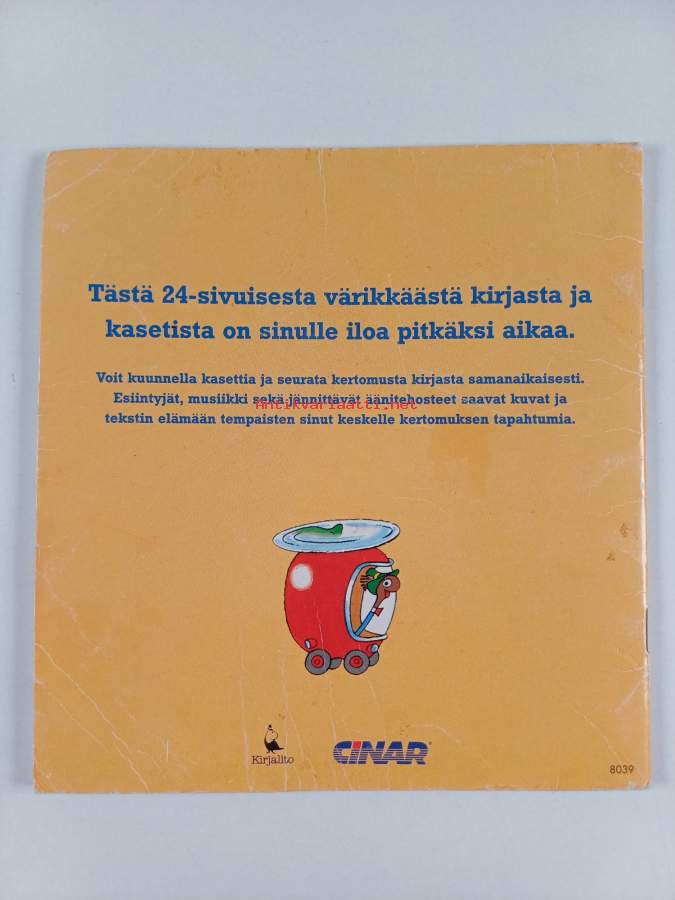 Tästä 24-sivuisesta värikkäästä kirjasta ja
kasetista on sinulle iloa pitkäksi aikaa.
Voit kuunnella kasettia ja seurata kertomusta kirjasta samanaikaisesti.
Esiintyjät, musiikki sekä jännittävät äänitehosteet saavat kuvat ja
antikvariaatti.net
tekstin elämään tempaisten sinut keskelle kertomuksen tapahtumia.
Kirjalito
CINAR
8039